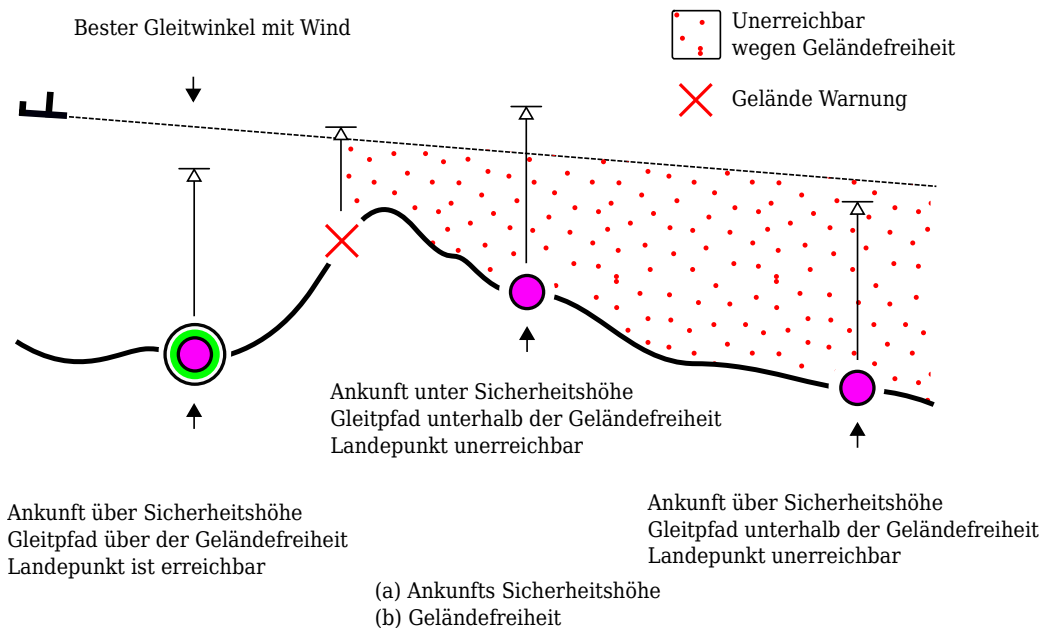 Bester Gleitwinkel mit Wind
Unerreichbar
wegen Geländefreiheit
Gelände Warnung
Ankunft unter Sicherheitshöhe
Gleitpfad unterhalb der Geländefreiheit
Landepunkt unerreichbar
Ankunft über Sicherheitshöhe
Gleitpfad über der Geländefreiheit
Landepunkt ist erreichbar
Ankunft über Sicherheitshöhe
Gleitpfad unterhalb der Geländefreiheit
Landepunkt unerreichbar
(a) Ankunfts Sicherheitshöhe
(b) Geländefreiheit